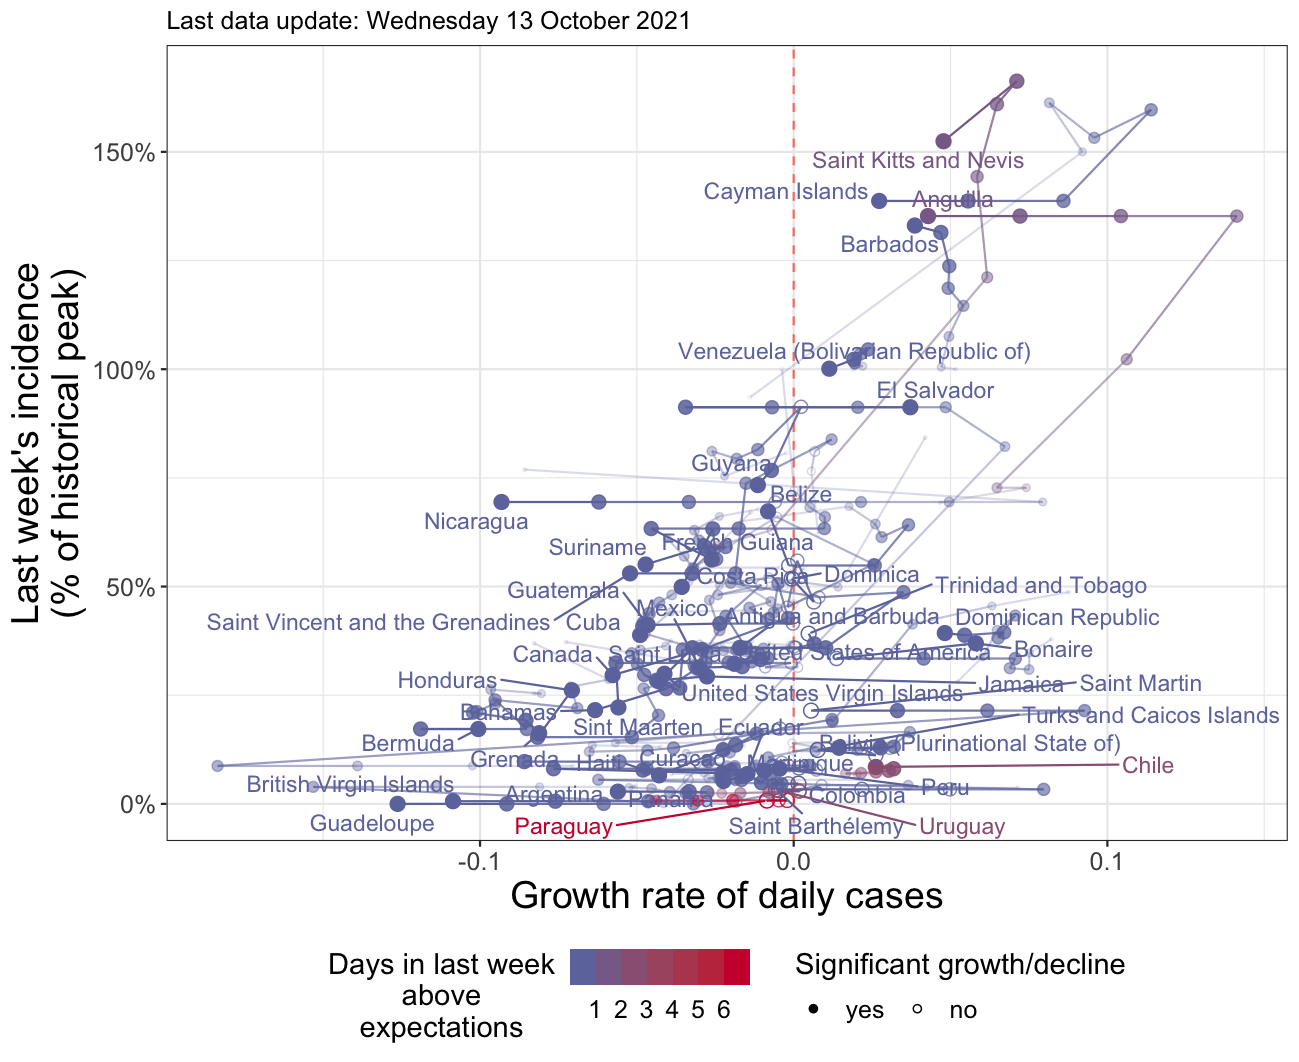 Last data update: Wednesday 13 October 2021
Last week's incidence
(% of historical peak)
150%
100%
50%
0%
Saint Kitts and Nevis
Cayman Islands
Anguilla
Barbados
Venezuela (Bolivarian Republic of)
El Salvador
Guyana
Belize
Nicaragua
French Guiana
Suriname
Costa Rica
Dominica
Guatemala
Trinidad and Tobago
Mexico
Saint Vincent and the Grenadines
Cuba
Antigua and Barbuda
Dominican Republic
Canada
Saint Lucia
United States of America
Bonaire
Honduras
United States Virgin Islands
Jamaica
Saint Martin
Bahamas
Sint Maarten
Ecuador
Turks and Caicos Islands
Bermuda
Bolivia (Plurinational State of)
Grenada
Haiti
Curacao
Martinique
Chile
British Virgin Islands
Argentina
Panama
Colombia
Peru
Guadeloupe
Paraguay
Saint Barthélemy
Uruguay
-0.1
0.0
0.1
Growth rate of daily cases
Days in last week
above
expectations
1 2 3 4 5 6
Significant growth/decline
yes
no